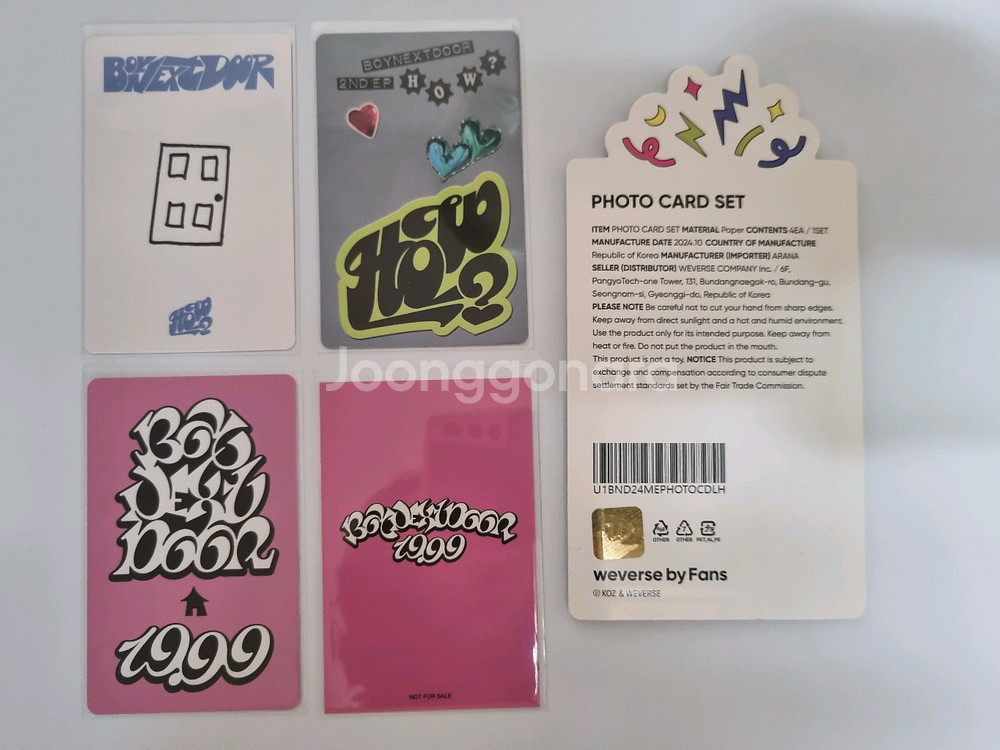 BOYNEXTDOOR
HOW?
BOYNEXTDOOR
2ND EP HOW?
HOW?
BOY
NEXT
DOOR
19.99
BOYNEXTDOOR
19.99
NOT FOR SALE
PHOTO CARD SET
ITEM PHOTO CARD SET MATERIAL Paper CONTENTS 4EA / 1SET
MANUFACTURE DATE 2024.10 COUNTRY OF MANUFACTURE
Republic of Korea MANUFACTURER (IMPORTER) ARANA
SELLER (DISTRIBUTOR) WEVERSE COMPANY Inc. / 6F,
PangyoTech-one Tower, 131, Bundangnaegok-ro, Bundang-gu,
Seongnam-si, Gyeonggi-do, Republic of Korea
PLEASE NOTE Be careful not to cut your hand from sharp edges.
Keep away from direct sunlight and a hot and humid environment.
Use the product only for its intended purpose. Keep away from
heat or fire. Do not put the product in the mouth.
This product is not a toy. NOTICE This product is subject to
exchange and compensation according to consumer dispute
settlement standards set by the Fair Trade Commission.
U1BND24MEPHOTOCDLH
OTHER OTHER PET, NI, PE
weverse by Fans
© KOZ & WEVERSE